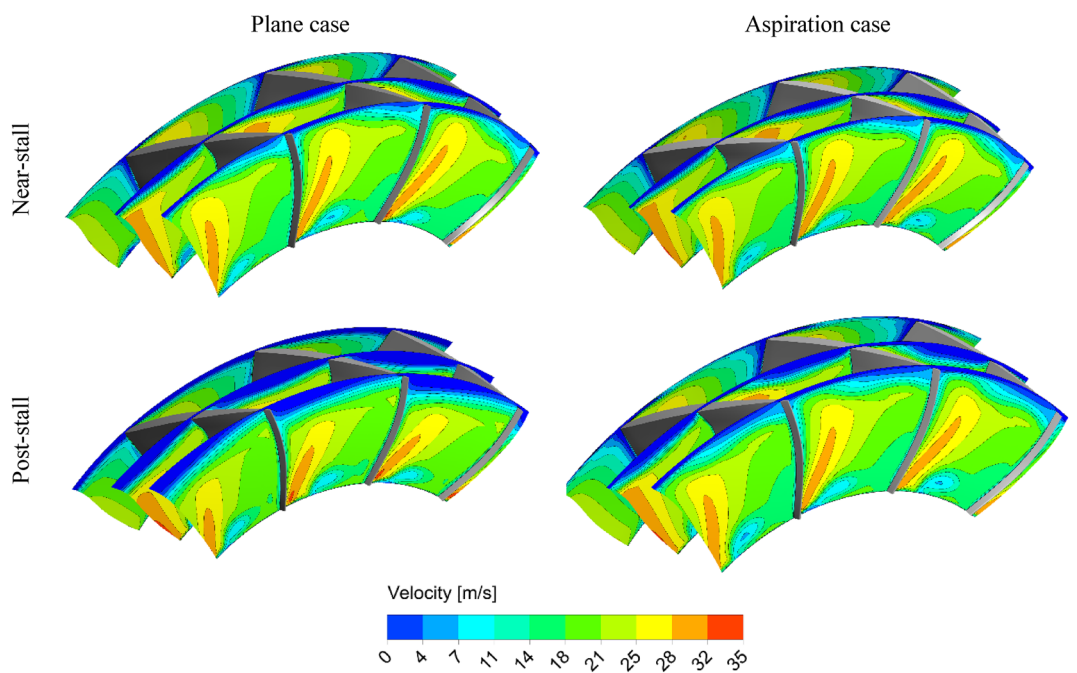 Plane case
Aspiration case
Near-stall
Post-stall
Velocity [m/s]
0 4 7 11 14 18 21 25 28 32 35